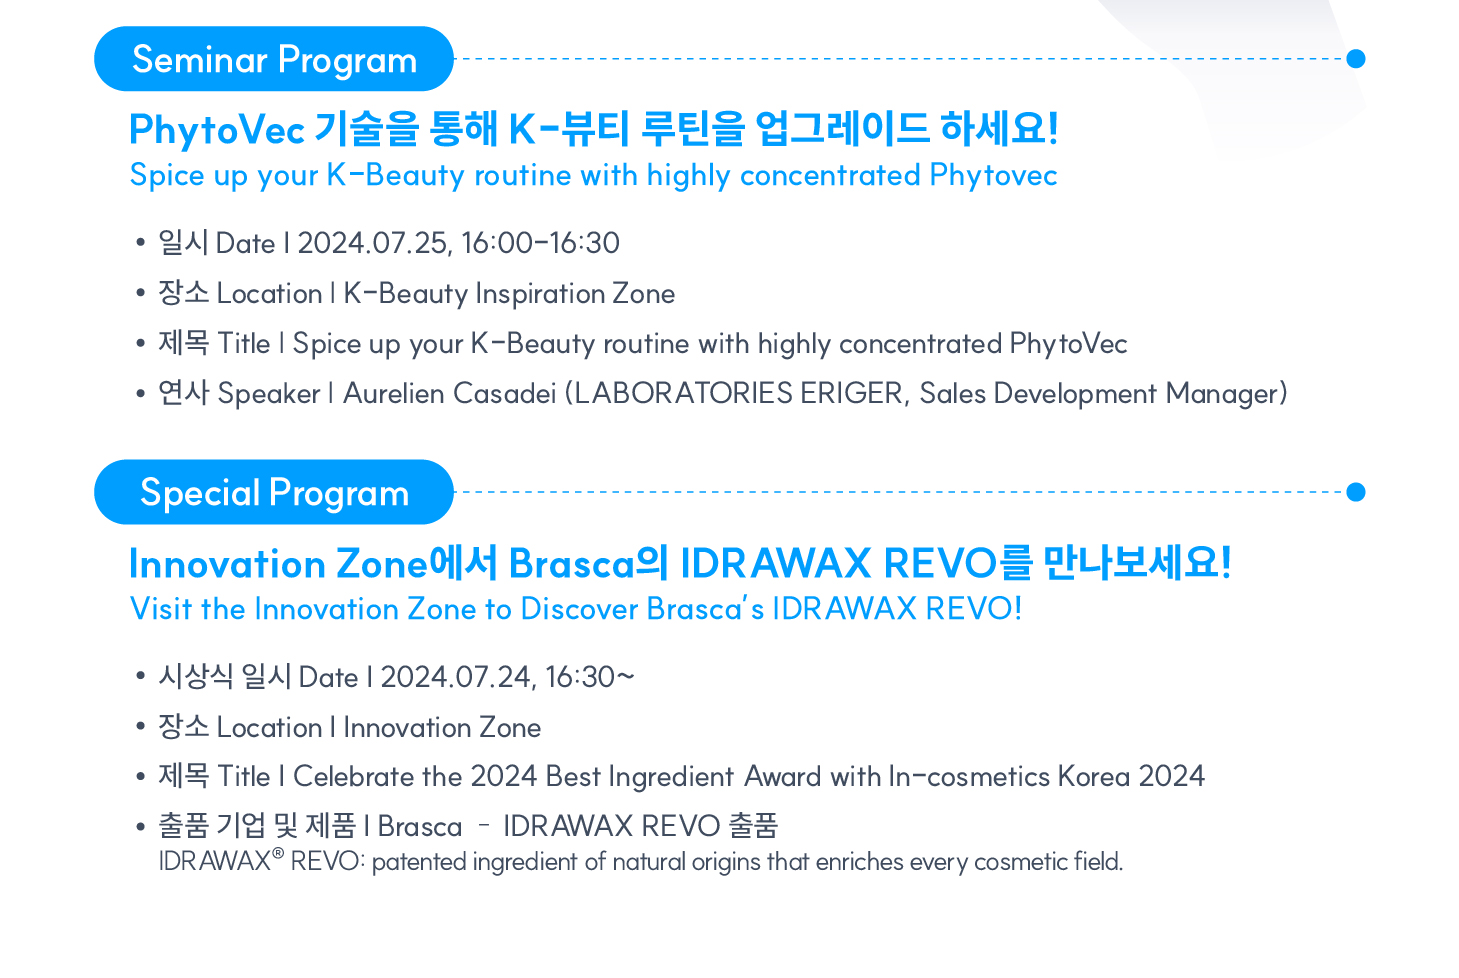 Seminar Program
PhytoVec 기술을 통해 K-뷰티 루틴을 업그레이드 하세요!
Spice up your K-Beauty routine with highly concentrated Phytovec
• 일시 Date I 2024.07.25, 16:00-16:30
• 장소 Location | K-Beauty Inspiration Zone
• 제목 Title | Spice up your K-Beauty routine with highly concentrated PhytoVec
• 연사 Speaker | Aurelien Casadei (LABORATORIES ERIGER, Sales Development Manager)
Special Program
Innovation Zone에서 Brasca의 IDRAWAX REVO를 만나보세요!
Visit the Innovation Zone to Discover Brasca's IDRAWAX REVO!
• 시상식 일시 Date I 2024.07.24, 16:30~
• 장소 Location I Innovation Zone
• 제목 Title I Celebrate the 2024 Best Ingredient Award with In-cosmetics Korea 2024
• 출품 기업 및 제품 I Brasca - IDRAWAX REVO 출품
IDRAWAX® REVO: patented ingredient of natural origins that enriches every cosmetic field.